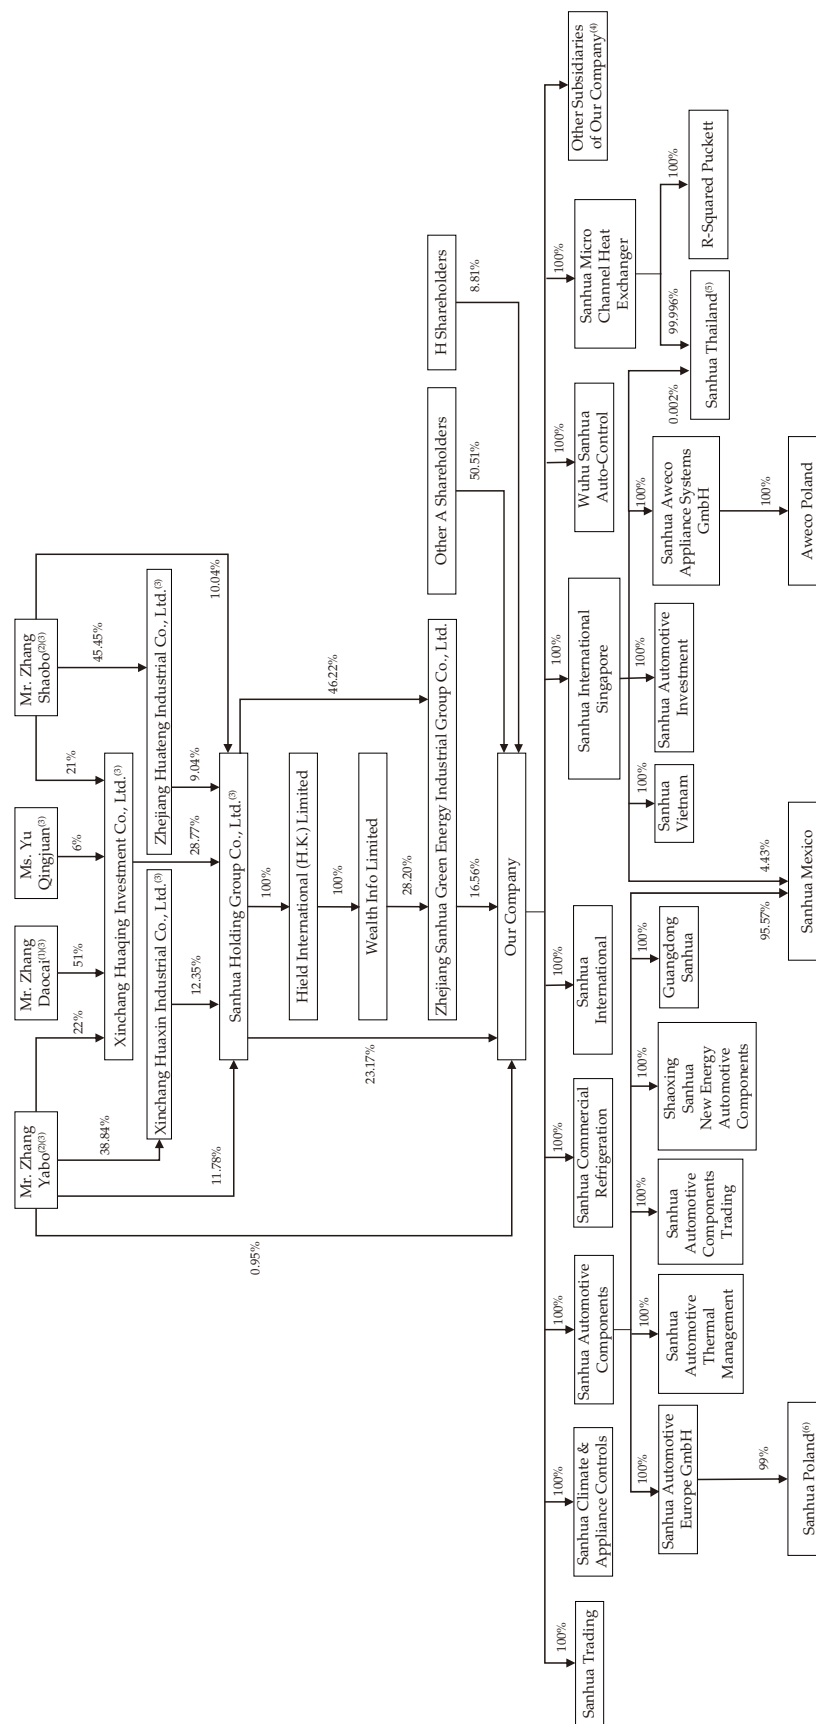 Mr. Zhang
Yabo(2)(3)
Mr. Zhang
Daocai(1)(3)
Ms. Yu
Qingjuan(3)
Mr. Zhang
Shaobo(2)(3)
22%
51%
6%
21%
38.84%
45.45%
Xinchang Huaqing Investment Co., Ltd.(3)
Xinchang Huaxin Industrial Co., Ltd.(3)
Zhejiang Huateng Industrial Co., Ltd.(3)
11.78%
12.35%
28.77%
9.04%
10.04%
0.95%
Sanhua Holding Group Co., Ltd.(3)
100%
Hield International (H.K.) Limited
100%
Wealth Info Limited
46.22%
23.17%
28.20%
Zhejiang Sanhua Green Energy Industrial Group Co., Ltd.
Other A Shareholders
H Shareholders
16.56%
50.51%
8.81%
Our Company
100%
100%
100%
100%
100%
100%
100%
100%
Sanhua Trading
Sanhua Climate &
Appliance Controls
Sanhua Automotive
Components
Sanhua Commercial
Refrigeration
Sanhua
International
Sanhua International
Singapore
Wuhu Sanhua
Auto-Control
Sanhua Micro
Channel Heat
Exchanger
Other Subsidiaries
of Our Company(4)
100%
100%
100%
100%
100%
100%
100%
100%
0.002%
99.996%
100%
Sanhua Automotive
Europe GmbH
Sanhua
Automotive
Thermal
Management
Sanhua
Automotive
Components
Trading
Shaoxing
Sanhua
New Energy
Automotive
Components
Guangdong
Sanhua
Sanhua
Vietnam
Sanhua Automotive
Investment
Sanhua Aweco
Appliance Systems
GmbH
Sanhua Thailand(5)
R-Squared Puckett
99%
95.57%
4.43%
100%
Sanhua Poland(6)
Sanhua Mexico
Aweco Poland